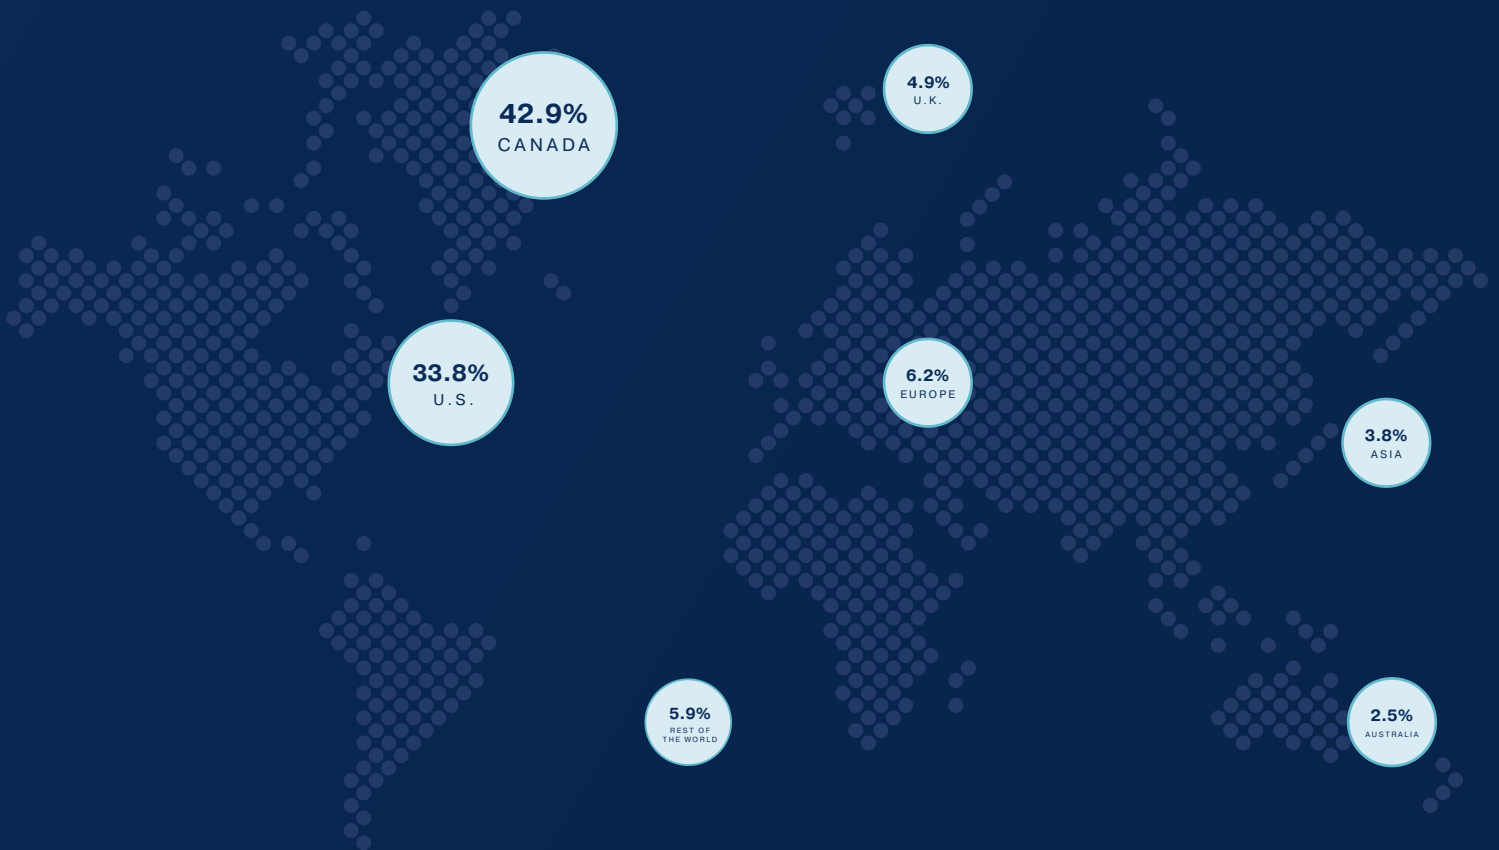 42.9%
CANADA
4.9%
U.K.
33.8%
U.S.
6.2%
EUROPE
3.8%
ASIA
5.9%
REST OF
THE WORLD
2.5%
AUSTRALIA